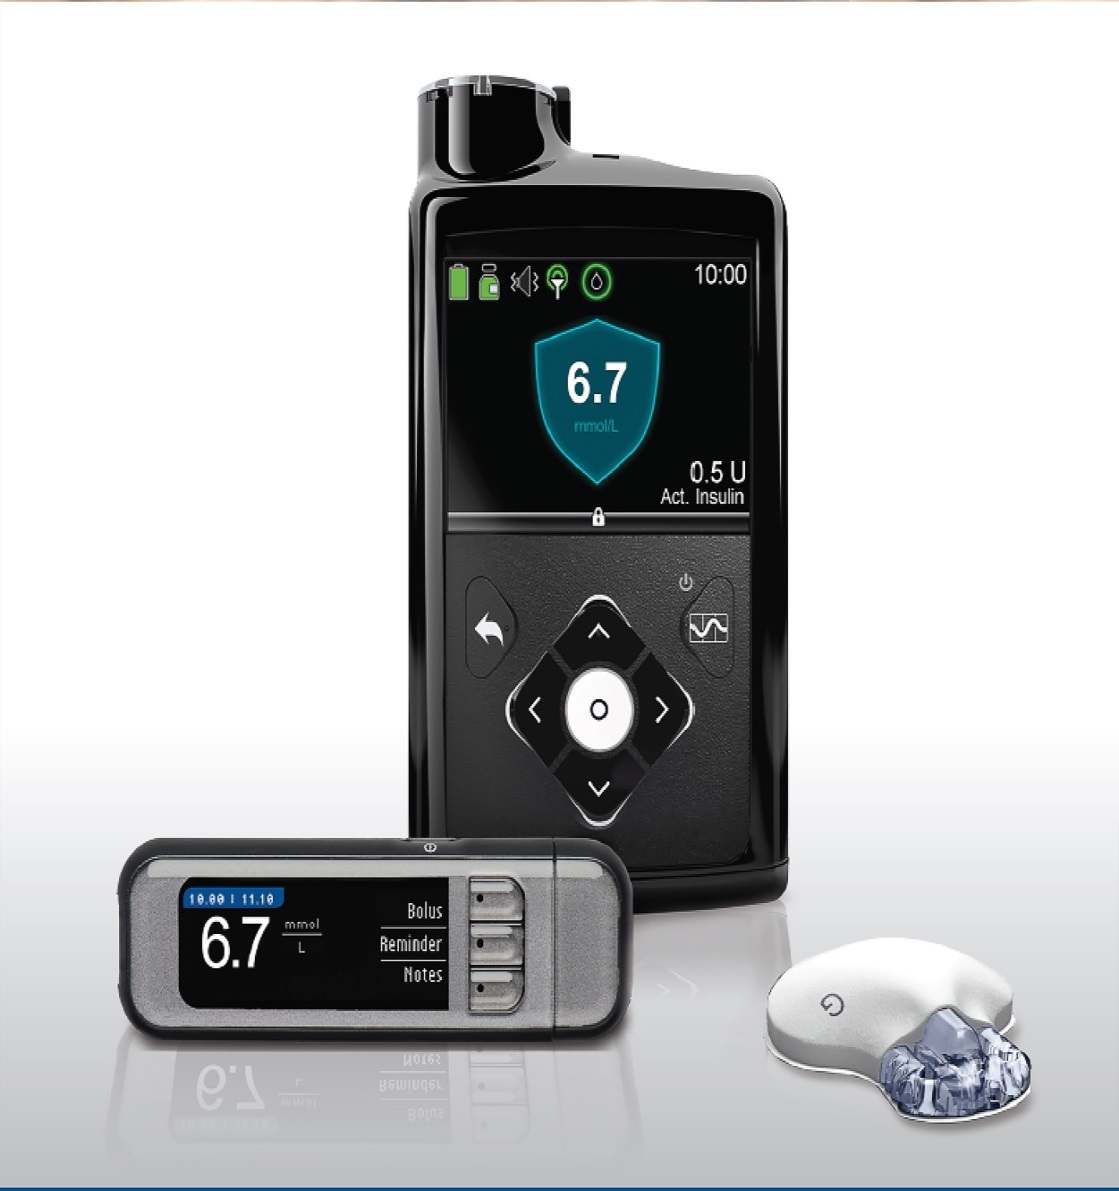 10:00
6.7
mmol/L
0.5 U
Act. Insulin
10.00 | 11.10
6.7 mmol
L
Bolus
Reminder
Notes